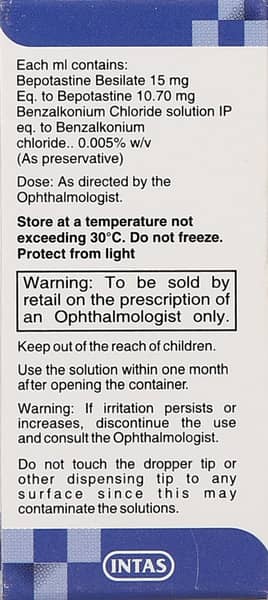 Each ml contains:
Bepotastine Besilate 15 mg
Eq. to Bepotastine 10.70 mg
Benzalkonium Chloride solution IP
eq. to Benzalkonium
chloride.. 0.005% w/v
(As preservative)
Dose: As directed by the
Ophthalmologist.
Store at a temperature not
exceeding 30°C. Do not freeze.
Protect from light
Warning: To be sold by
retail on the prescription of
an Ophthalmologist only.
Keep out of the reach of children.
Use the solution within one month
after opening the container.
Warning: If irritation persists or
increases, discontinue the use
and consult the Ophthalmologist.
Do not touch the dropper tip or
other dispensing tip to any
surface since this may
contaminate the solutions.
INTAS